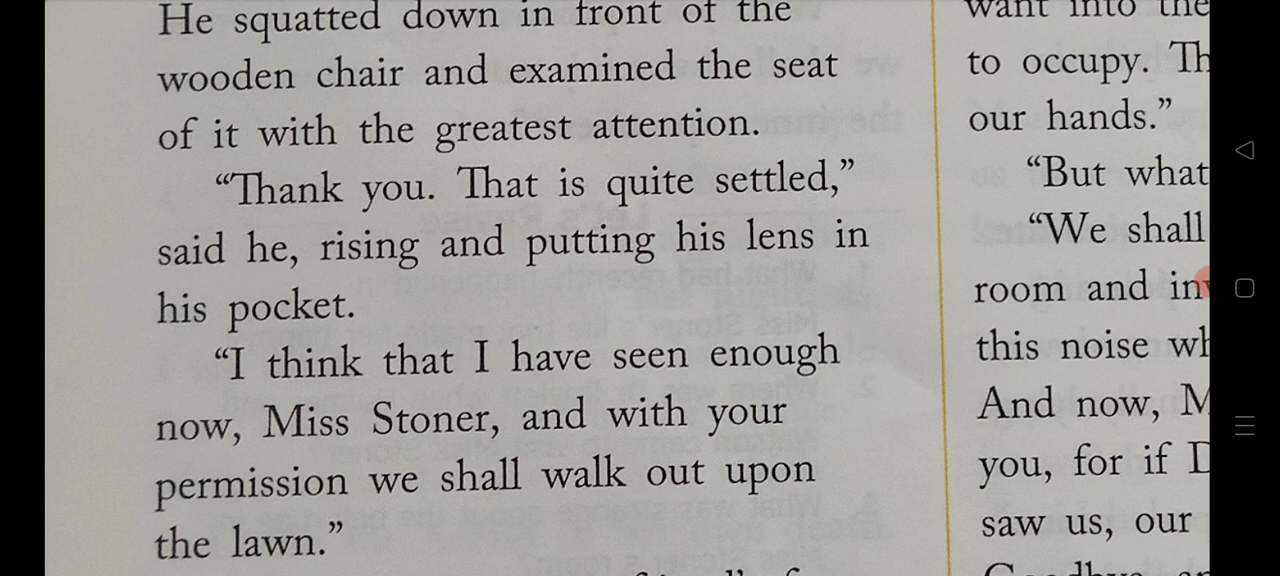 He squatted down in front of the
wooden chair and examined the seat
of it with the greatest attention.
“Thank you. That is quite settled,”
said he, rising and putting his lens in
his pocket.
“I think that I have seen enough
now, Miss Stoner, and with your
permission we shall walk out upon
the lawn.”
want into the
to occupy.
our hands.”
“But what
“We shall
room and
this noise
And now,
you, for if
saw us, our